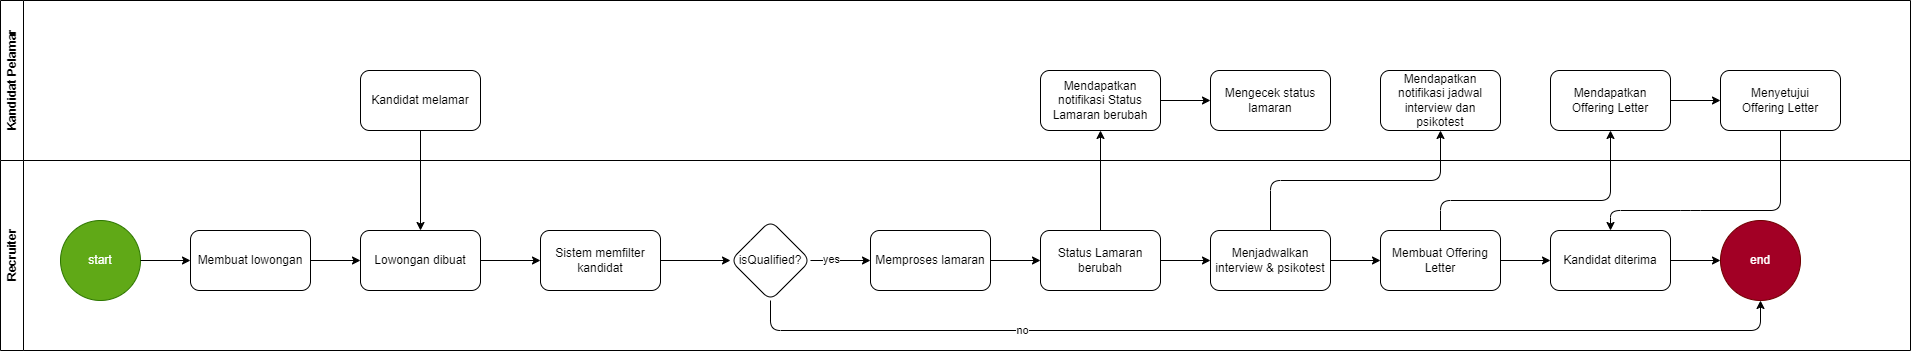 Kandidat Pelamar
Kandidat melamar
Mendapatkan
notifikasi Status
Lamaran berubah
Mengecek status
lamaran
Mendapatkan
notifikasi jadwal
interview dan
psikotest
Mendapatkan
Offering Letter
Menyetujui
Offering Letter
Recruiter
start
Membuat lowongan
Lowongan dibuat
Sistem memfilter
kandidat
isQualified?
yes
Memproses lamaran
Status Lamaran
berubah
Menjadwalkan
interview & psikotest
Membuat Offering
Letter
Kandidat diterima
end
no